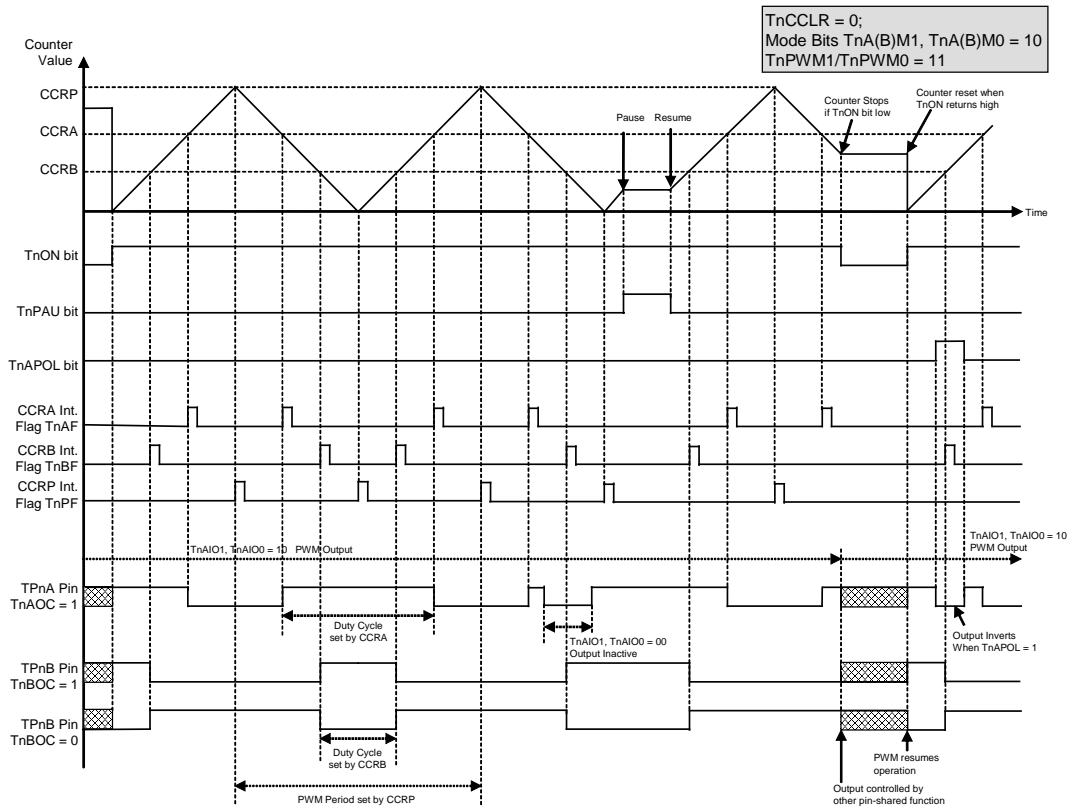 TnCCLR = 0;
Mode Bits TnA(B)M1, TnA(B)M0 = 10
TnPWM1/TnPWM0 = 11
Counter
Value
CCRP
CCRA
CCRB
Pause
Resume
Counter Stops
if TnON bit low
Counter reset when
TnON returns high
Time
TnON bit
TnPAU bit
TnAPOL bit
CCRA Int.
Flag TnAF
CCRB Int.
Flag TnBF
CCRP Int.
Flag TnPF
TnAIO1, TnAIO0 = 10 PWM Output
TnAIO1, TnAIO0 = 10
PWM Output
TPnA Pin
TnAOC = 1
Duty Cycle
set by CCRA
TnAIO1, TnAIO0 = 00
Output Inactive
Output Inverts
When TnAPOL = 1
TPnB Pin
TnBOC = 1
TPnB Pin
TnBOC = 0
Duty Cycle
set by CCRB
PWM resumes
operation
Output controlled by
other pin-shared function
PWM Period set by CCRP